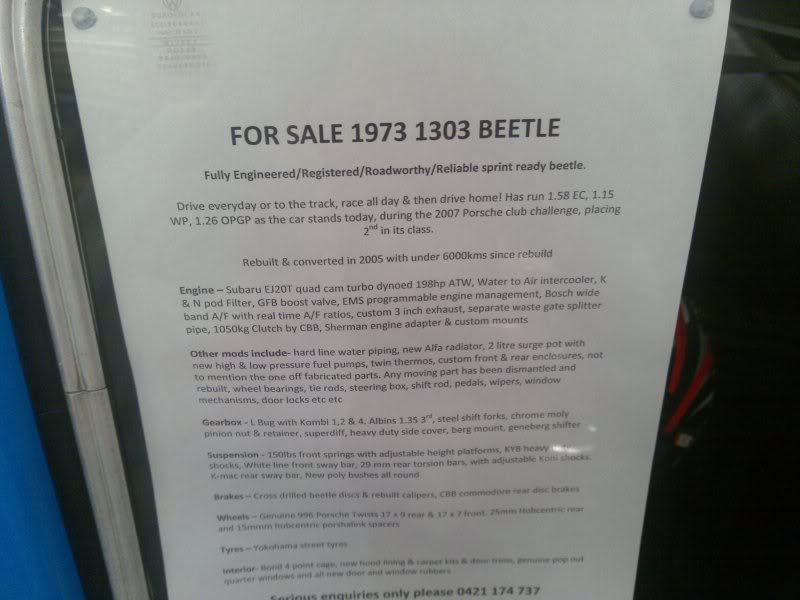 FOR SALE 1973 1303 BEETLE
Fully Engineered/Registered/Roadworthy/Reliable sprint ready beetle.
Drive everyday or to the track, race all day & then drive home! Has run 1.58 EC, 1.15
WP, 1.26 OPGP as the car stands today, during the 2007 Porsche club challenge, placing
2nd in its class.
Rebuilt & converted in 2005 with under 6000kms since rebuild
Engine – Subaru EJ20T quad cam turbo dynoed 198hp ATW, Water to Air intercooler, K
& N pod Filter, GFB boost valve, EMS programmable engine management, Bosch wide
band A/F with real time A/F ratios, custom 3 inch exhaust, separate waste gate splitter
pipe, 1050kg Clutch by CBB, Sherman engine adapter & custom mounts
Other mods include- hard line water piping, new Alfa radiator, 2 litre surge pot with
new high & low pressure fuel pumps, twin thermos, custom front & rear enclosures, not
to mention the one off fabricated parts. Any moving part has been dismantled and
rebuilt, wheel bearings, tie rods, steering box, shift rod, pedals, wipers, window
mechanisms, door locks etc etc
Gearbox - L Bug with Kombi 1,2 & 4, Albins 1.35 3rd, steel shift forks, chrome moly
pinion nut & retainer, superdiff, heavy duty side cover, berg mount, geneberg shifter
Suspension - 150lbs front springs with adjustable height platforms, KYB heavy
shocks, White line front sway bar, 29 mm rear torsion bars, with adjustable Koni shocks.
K-mac rear sway bar, New poly bushes all round
Brakes – Cross drilled beetle discs & rebuilt calipers, CBB commodore rear disc brakes
Wheels – Genuine 996 Porsche Twists 17 x 9 rear & 17 x 7 front. 25mm Hubcentric rear
and 15mmm hubcentric porshalink spacers
Tyres – Yokohama street tyres
Interior- Bond 4 point cage, new hood lining & carpet kits & door trims, genuine pop out
quarter windows and all new door and window rubbers
Serious enquiries only please 0421 174 737